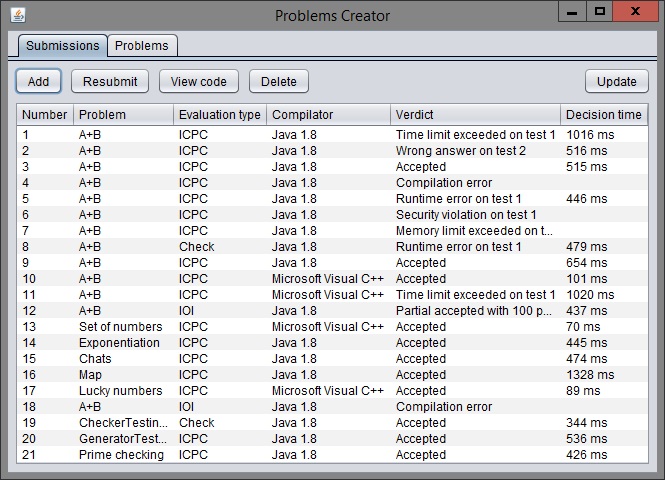 Problems Creator
Submissions Problems
Add Resubmit View code Delete Update
Number Problem Evaluation type Compilator Verdict Decision time
1 A+B ICPC Java 1.8 Time limit exceeded on test 1 1016 ms
2 A+B ICPC Java 1.8 Wrong answer on test 2 516 ms
3 A+B ICPC Java 1.8 Accepted 515 ms
4 A+B ICPC Java 1.8 Compilation error
5 A+B ICPC Java 1.8 Runtime error on test 1 446 ms
6 A+B ICPC Java 1.8 Security violation on test 1
7 A+B ICPC Java 1.8 Memory limit exceeded on t...
8 A+B Check Java 1.8 Runtime error on test 1 479 ms
9 A+B ICPC Java 1.8 Accepted 654 ms
10 A+B ICPC Microsoft Visual C++ Accepted 101 ms
11 A+B ICPC Java 1.8 Time limit exceeded on test 1 1020 ms
12 A+B IOI Java 1.8 Partial accepted with 100 p... 437 ms
13 Set of numbers ICPC Microsoft Visual C++ Accepted 70 ms
14 Exponentiation ICPC Java 1.8 Accepted 445 ms
15 Chats ICPC Java 1.8 Accepted 474 ms
16 Map ICPC Java 1.8 Accepted 1328 ms
17 Lucky numbers ICPC Microsoft Visual C++ Accepted 89 ms
18 A+B IOI Java 1.8 Compilation error
19 CheckerTestin... Check Java 1.8 Accepted 344 ms
20 GeneratorTest... ICPC Java 1.8 Accepted 536 ms
21 Prime checking ICPC Java 1.8 Accepted 426 ms